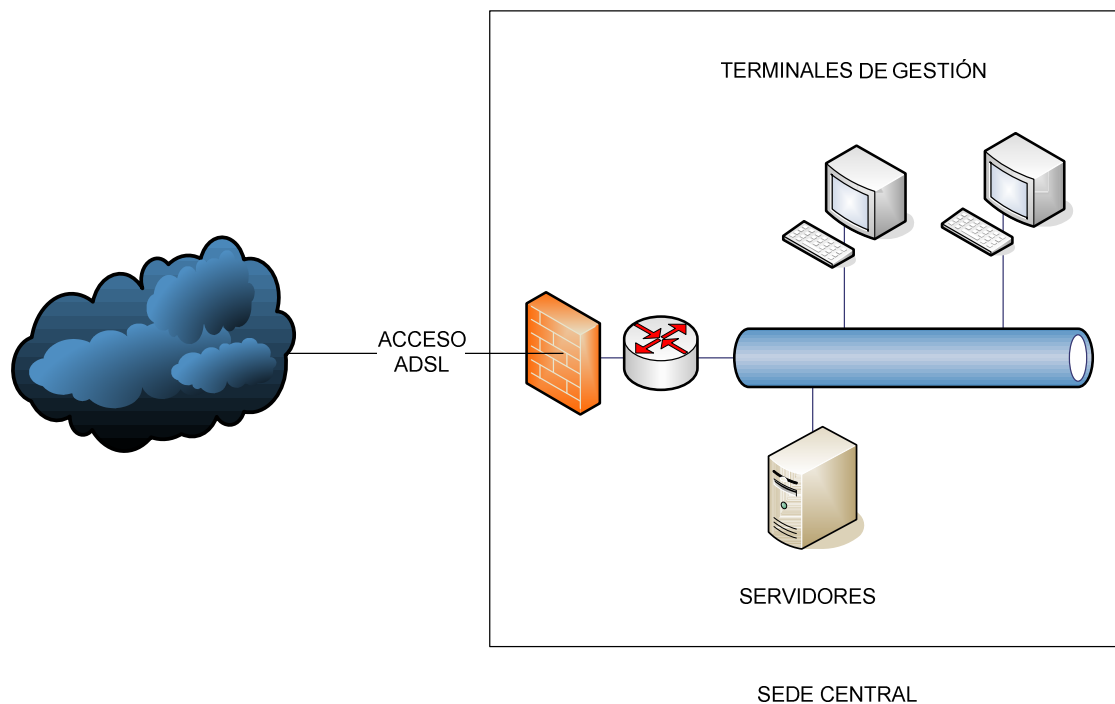 TERMINALES DE GESTIÓN
ACCESO
ADSL
SERVIDORES
SEDE CENTRAL